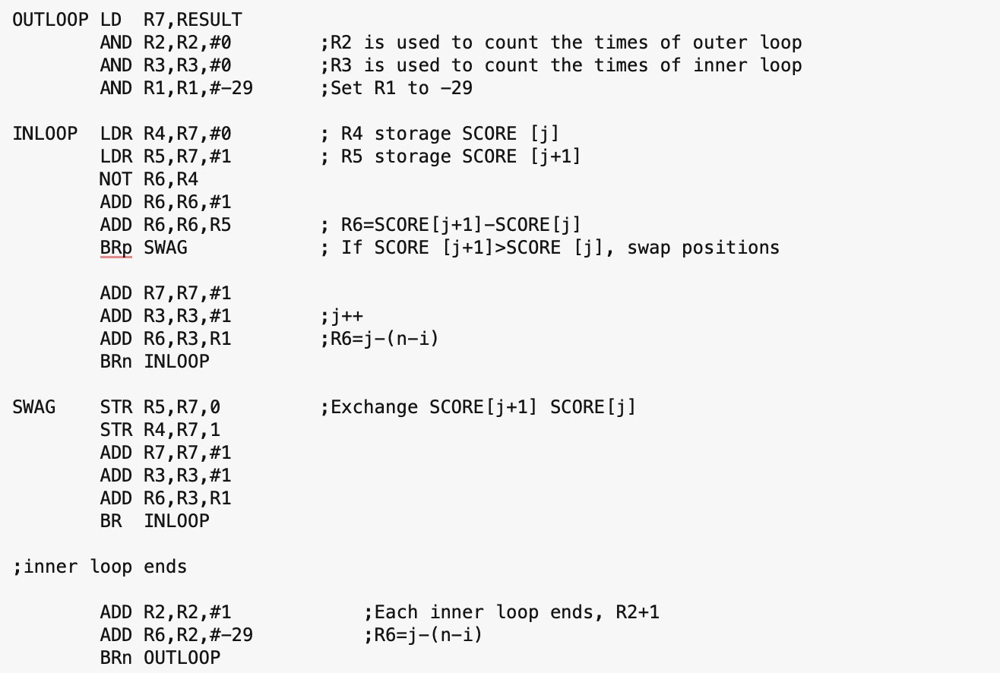 OUTLOOP LD  R7,RESULT
        AND R2,R2,#0        ;R2 is used to count the times of outer loop
        AND R3,R3,#0        ;R3 is used to count the times of inner loop
        AND R1,R1,#-29      ;Set R1 to -29
INLOOP  LDR R4,R7,#0        ; R4 storage SCORE [j]
        LDR R5,R7,#1        ; R5 storage SCORE [j+1]
        NOT R6,R4
        ADD R6,R6,#1
        ADD R6,R6,R5        ; R6=SCORE[j+1]-SCORE[j]
        BRp SWAG            ; If SCORE [j+1]>SCORE [j], swap positions
        ADD R7,R7,#1
        ADD R3,R3,#1        ;j++
        ADD R6,R3,R1        ;R6=j-(n-i)
        BRn INLOOP
SWAG    STR R5,R7,0         ;Exchange SCORE[j+1] SCORE[j]
        STR R4,R7,1
        ADD R7,R7,#1
        ADD R3,R3,#1
        ADD R6,R3,R1
        BR  INLOOP
;inner loop ends
        ADD R2,R2,#1            ;Each inner loop ends, R2+1
        ADD R6,R2,#-29          ;R6=j-(n-i)
        BRn OUTLOOP